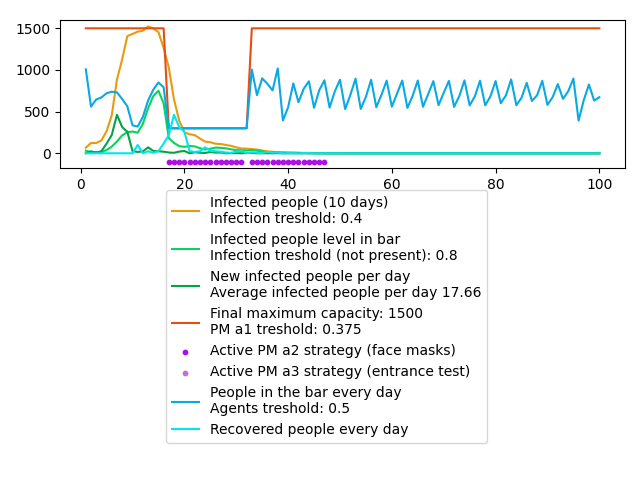 1500
1000
500
0
0 20 40 60 80 100
Infected people (10 days)
Infection treshold: 0.4
Infected people level in bar
Infection treshold (not present): 0.8
New infected people per day
Average infected people per day 17.66
Final maximum capacity: 1500
PM a1 treshold: 0.375
Active PM a2 strategy (face masks)
Active PM a3 strategy (entrance test)
People in the bar every day
Agents treshold: 0.5
Recovered people every day